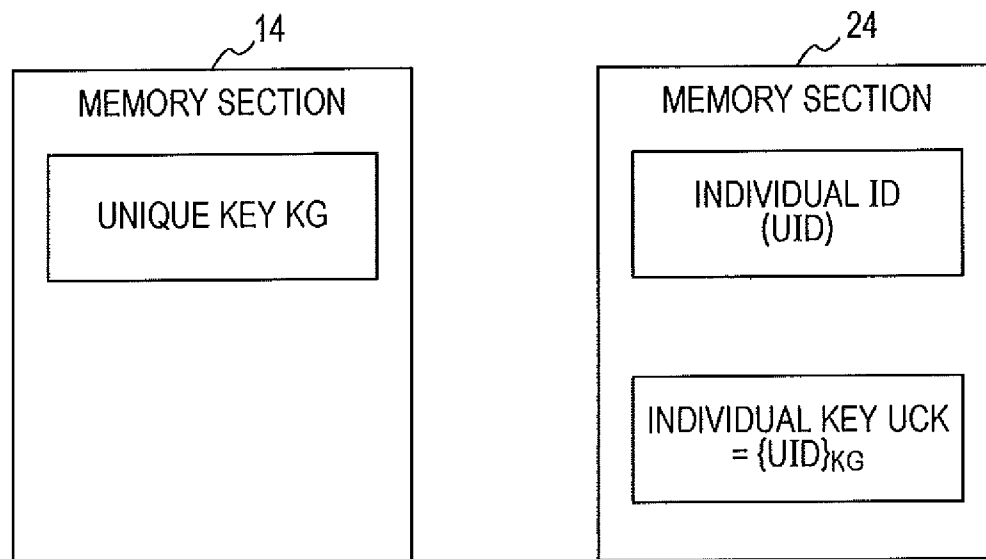 14
MEMORY SECTION
UNIQUE KEY KG
24
MEMORY SECTION
INDIVIDUAL ID
(UID)
INDIVIDUAL KEY UCK
= {UID}KG